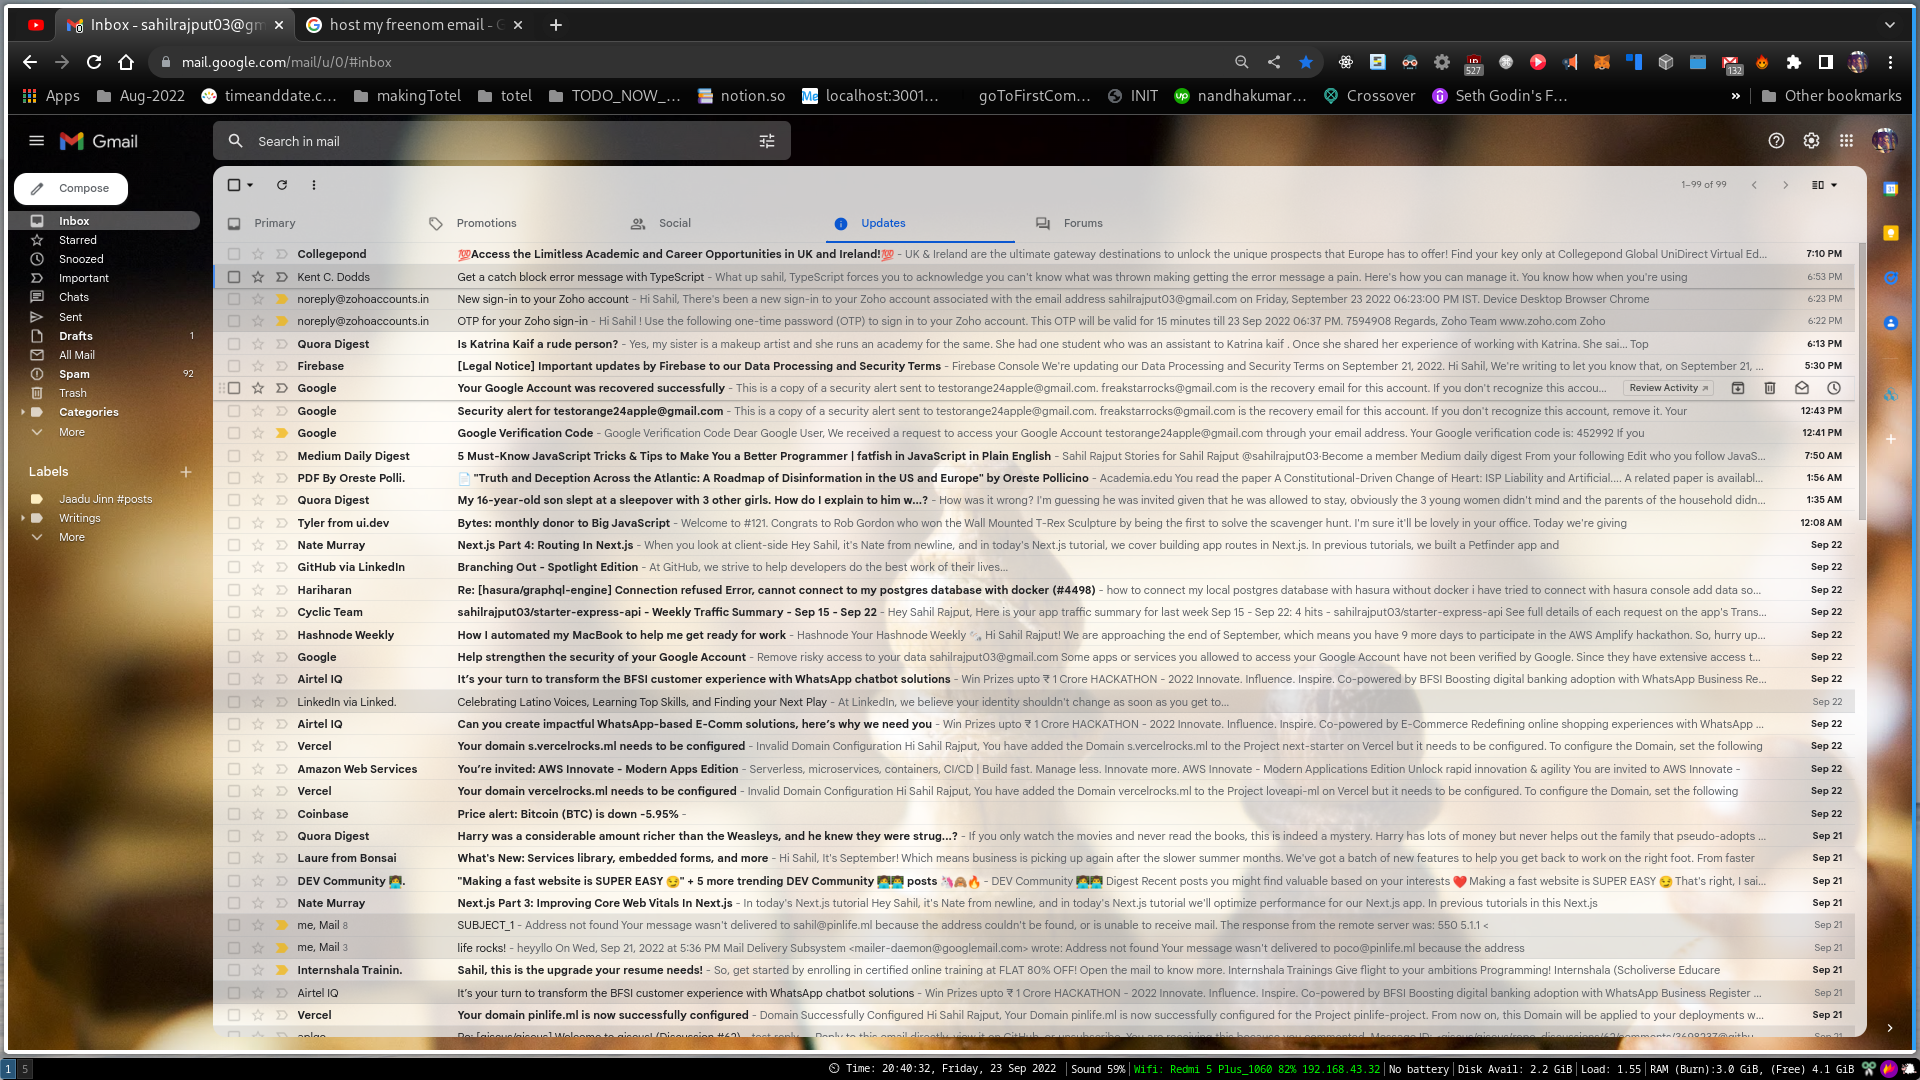 Inbox - sahilrajput03@gm
host my freenom email - G
mail.google.com/mail/u/0/#inbox
527
132
Apps
Aug-2022
timeanddate.c...
makingTotel
totel
TODO_NOW_...
notion.so
localhost:3001...
goToFirstCom...
INIT
nandhakumar...
Crossover
Seth Godin's F...
»
Other bookmarks
Gmail
Search in mail
Compose
Inbox
Starred
Snoozed
Important
Chats
Sent
Drafts 1
All Mail
Spam 92
Trash
Categories
More
Labels
Jaadu Jinn #posts
Writings
More
1–99 of 99
Primary Promotions Social Updates Forums
Collegepond 💯Access the Limitless Academic and Career Opportunities in UK and Ireland!💯 - UK & Ireland are the ultimate gateway destinations to unlock the unique prospects that Europe has to offer! Find your key only at Collegepond Global UniDirect Virtual Ed... 7:10 PM
Kent C. Dodds Get a catch block error message with TypeScript - What up sahil, TypeScript forces you to acknowledge you can't know what was thrown making getting the error message a pain. Here's how you can manage it. You know how when you're using 6:53 PM
noreply@zohoaccounts.in New sign-in to your Zoho account - Hi Sahil, There's been a new sign-in to your Zoho account associated with the email address sahilrajput03@gmail.com on Friday, September 23 2022 06:23:00 PM IST. Device Desktop Browser Chrome 6:23 PM
noreply@zohoaccounts.in OTP for your Zoho sign-in - Hi Sahil ! Use the following one-time password (OTP) to sign in to your Zoho account. This OTP will be valid for 15 minutes till 23 Sep 2022 06:37 PM. 7594908 Regards, Zoho Team www.zoho.com Zoho 6:22 PM
Quora Digest Is Katrina Kaif a rude person? - Yes, my sister is a makeup artist and she runs an academy for the same. She had one student who was an assistant to Katrina kaif . Once she shared her experience of working with Katrina. She sai... Top 6:13 PM
Firebase [Legal Notice] Important updates by Firebase to our Data Processing and Security Terms - Firebase Console We're updating our Data Processing and Security Terms on September 21, 2022. Hi Sahil, We're writing to let you know that, on September 21, ... 5:30 PM
Google Your Google Account was recovered successfully - This is a copy of a security alert sent to testorange24apple@gmail.com. freakstarrocks@gmail.com is the recovery email for this account. If you don't recognize this accou... Review Activity
Google Security alert for testorange24apple@gmail.com - This is a copy of a security alert sent to testorange24apple@gmail.com. freakstarrocks@gmail.com is the recovery email for this account. If you don't recognize this account, remove it. Your 12:43 PM
Google Google Verification Code - Google Verification Code Dear Google User, We received a request to access your Google Account testorange24apple@gmail.com through your email address. Your Google verification code is: 452992 If you 12:41 PM
Medium Daily Digest 5 Must-Know JavaScript Tricks & Tips to Make You a Better Programmer | fatfish in JavaScript in Plain English - Sahil Rajput Stories for Sahil Rajput @sahilrajput03·Become a member Medium daily digest From your following Edit who you follow JavaS... 7:50 AM
PDF By Oreste Polli. 📄 "Truth and Deception Across the Atlantic: A Roadmap of Disinformation in the US and Europe" by Oreste Pollicino - Academia.edu You read the paper A Constitutional-Driven Change of Heart: ISP Liability and Artificial.... A related paper is availabl... 1:56 AM
Quora Digest My 16-year-old son slept at a sleepover with 3 other girls. How do I explain to him w...? - How was it wrong? I'm guessing he was invited given that he was allowed to stay, obviously the 3 young women didn't mind and the parents of the household didn... 1:35 AM
Tyler from ui.dev Bytes: monthly donor to Big JavaScript - Welcome to #121. Congrats to Rob Gordon who won the Wall Mounted T-Rex Sculpture by being the first to solve the scavenger hunt. I'm sure it'll be lovely in your office. Today we're giving 12:08 AM
Nate Murray Next.js Part 4: Routing In Next.js - When you look at client-side Hey Sahil, it's Nate from newline, and in today's Next.js tutorial, we cover building app routes in Next.js. In previous tutorials, we built a Petfinder app and Sep 22
GitHub via LinkedIn Branching Out - Spotlight Edition - At GitHub, we strive to help developers do the best work of their lives... Sep 22
Hariharan Re: [hasura/graphql-engine] Connection refused Error, cannot connect to my postgres database with docker (#4498) - how to connect my local postgres database with hasura without docker i have tried to connect with hasura console add data so... Sep 22
Cyclic Team sahilrajput03/starter-express-api - Weekly Traffic Summary - Sep 15 - Sep 22 - Hey Sahil Rajput, Here is your app traffic summary for last week Sep 15 - Sep 22: 4 hits - sahilrajput03/starter-express-api See full details of each request on the app's Trans... Sep 22
Hashnode Weekly How I automated my MacBook to help me get ready for work - Hashnode Your Hashnode Weekly 🗞️ Hi Sahil Rajput! We are approaching the end of September, which means you have 9 more days to participate in the AWS Amplify hackathon. So, hurry up... Sep 22
Google Help strengthen the security of your Google Account - Remove risky access to your data sahilrajput03@gmail.com Some apps or services you allowed to access your Google Account have not been verified by Google. Since they have extensive access t... Sep 22
Airtel IQ It's your turn to transform the BFSI customer experience with WhatsApp chatbot solutions - Win Prizes upto ₹ 1 Crore HACKATHON - 2022 Innovate. Influence. Inspire. Co-powered by BFSI Boosting digital banking adoption with WhatsApp Business Re... Sep 22
LinkedIn via Linked. Celebrating Latino Voices, Learning Top Skills, and Finding your Next Play - At LinkedIn, we believe your identity shouldn't change as soon as you get to... Sep 22
Airtel IQ Can you create impactful WhatsApp-based E-Comm solutions, here's why we need you - Win Prizes upto ₹ 1 Crore HACKATHON - 2022 Innovate. Influence. Inspire. Co-powered by E-Commerce Redefining online shopping experiences with WhatsApp ... Sep 22
Vercel Your domain s.vercelrocks.ml needs to be configured - Invalid Domain Configuration Hi Sahil Rajput, You have added the Domain s.vercelrocks.ml to the Project next-starter on Vercel but it needs to be configured. To configure the Domain, set the following Sep 22
Amazon Web Services You're invited: AWS Innovate - Modern Apps Edition - Serverless, microservices, containers, CI/CD | Build fast. Manage less. Innovate more. AWS Innovate - Modern Applications Edition Unlock rapid innovation & agility You are invited to AWS Innovate - Sep 22
Vercel Your domain vercelrocks.ml needs to be configured - Invalid Domain Configuration Hi Sahil Rajput, You have added the Domain vercelrocks.ml to the Project loveapi-ml on Vercel but it needs to be configured. To configure the Domain, set the following Sep 22
Coinbase Price alert: Bitcoin (BTC) is down -5.95% - Sep 22
Quora Digest Harry was a considerable amount richer than the Weasleys, and he knew they were strug...? - If you only watch the movies and never read the books, this is indeed a mystery. Harry has lots of money but never helps out the family that pseudo-adopts ... Sep 21
Laure from Bonsai What's New: Services library, embedded forms, and more - Hi Sahil, It's September! Which means business is picking up again after the slower summer months. We've got a batch of new features to help you get back to work on the right foot. From faster Sep 21
DEV Community 👩‍💻. "Making a fast website is SUPER EASY 😏" + 5 more trending DEV Community 👩‍💻👨‍💻 posts 🦄🙈🔥 - DEV Community 👩‍💻👨‍💻 Digest Recent posts you might find valuable based on your interests ❤️ Making a fast website is SUPER EASY 😏 That's right, I sai... Sep 21
Nate Murray Next.js Part 3: Improving Core Web Vitals In Next.js - In today's Next.js tutorial Hey Sahil, it's Nate from newline, and in today's Next.js tutorial we'll optimize performance for our Next.js app. In previous tutorials in this Next.js Sep 21
me, Mail 8 SUBJECT_1 - Address not found Your message wasn't delivered to sahil@pinlife.ml because the address couldn't be found, or is unable to receive mail. The response from the remote server was: 550 5.1.1 < Sep 21
me, Mail 3 life rocks! - heyyllo On Wed, Sep 21, 2022 at 5:36 PM Mail Delivery Subsystem <mailer-daemon@googlemail.com> wrote: Address not found Your message wasn't delivered to poco@pinlife.ml because the address Sep 21
Internshala Trainin. Sahil, this is the upgrade your resume needs! - So, get started by enrolling in certified online training at FLAT 80% OFF! Open the mail to know more. Internshala Trainings Give flight to your ambitions Programming! Internshala (Scholiverse Educare Sep 21
Airtel IQ It's your turn to transform the BFSI customer experience with WhatsApp chatbot solutions - Win Prizes upto ₹ 1 Crore HACKATHON - 2022 Innovate. Influence. Inspire. Co-powered by BFSI Boosting digital banking adoption with WhatsApp Business Register ... Sep 21
Vercel Your domain pinlife.ml is now successfully configured - Domain Successfully Configured Hi Sahil Rajput, Your Domain pinlife.ml is now successfully configured for the Project pinlife-project. From now on, this Domain will be applied to your deployments w... Sep 21
1 5 Time: 20:40:32, Friday, 23 Sep 2022 | Sound 59% | Wifi: Redmi 5 Plus_1060 82% 192.168.43.32 | No battery | Disk Avail: 2.2 GiB | Load: 1.55 | RAM (Burn):3.0 GiB, (Free) 4.1 GiB